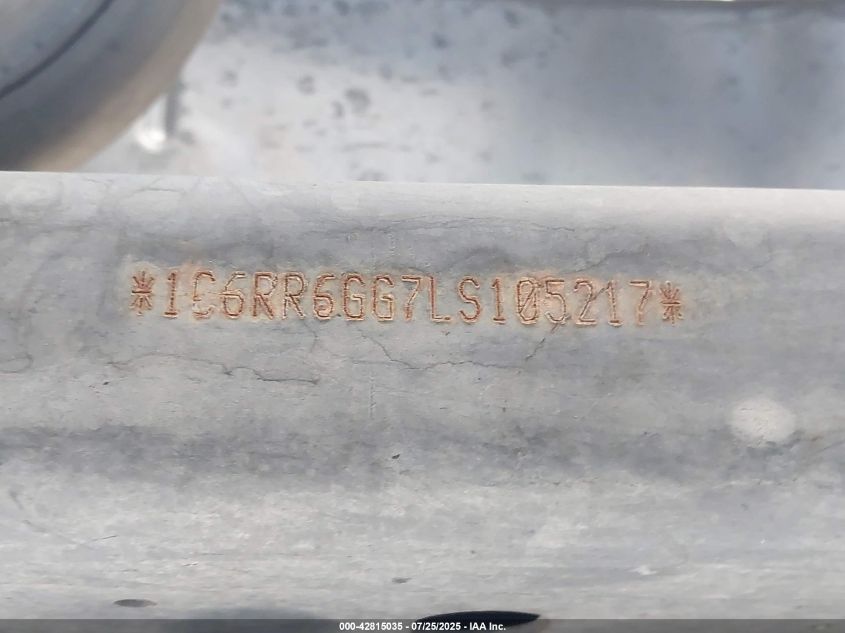 *1C6RR6GG7LS105217*
000-42815035 - 07/25/2025 - IAA Inc.